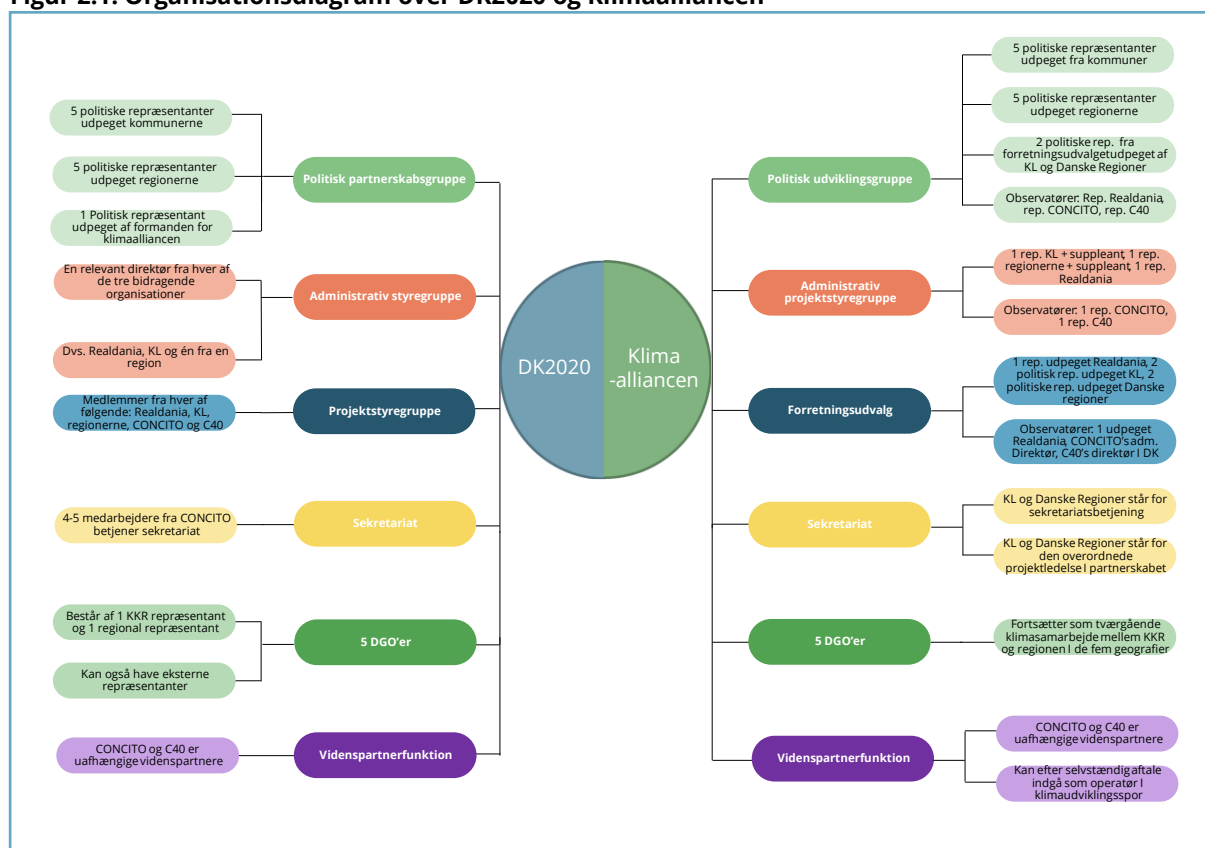 Figur 2.1: Organisationsdiagram over DK2020 og Klimaalliancen
5 politiske repræsentanter
udpeget kommunerne
5 politiske repræsentanter
udpeget regionerne
1 Politisk repræsentant
udpeget af formanden for
klimaalliancen
Politisk partnerskabsgruppe
En relevant direktør fra hver af
de tre bidragende
organisationer
Dvs. Realdania, KL og én fra en
region
Administrativ styregruppe
Medlemmer fra hver af
følgende: Realdania, KL,
regionerne, CONCITO og C40
Projektstyregruppe
4-5 medarbejdere fra CONCITO
betjener sekretariat
Sekretariat
Består af 1 KKR repræsentant
og 1 regional repræsentant
Kan også have eksterne
repræsentanter
5 DGO'er
CONCITO og C40 er
uafhængige videnspartnere
Videnspartnerfunktion
DK2020
Klima
-alliancen
Politisk udviklingsgruppe
5 politiske repræsentanter
udpeget fra kommuner
5 politiske repræsentanter
udpeget regionerne
2 politiske rep. fra
forretningsudvalgetudpeget af
KL og Danske Regioner
Observatører: Rep. Realdania,
rep. CONCITO, rep. C40
Administrativ
projektstyregruppe
1 rep. KL + suppleant, 1 rep.
regionerne + suppleant, 1 rep.
Realdania
Observatører: 1 rep. CONCITO,
1 rep. C40
Forretningsudvalg
1 rep. udpeget Realdania, 2
politisk rep. udpeget KL, 2
politiske rep. udpeget Danske
regioner
Observatører: 1 udpeget
Realdania, CONCITO's adm.
Direktør, C40's direktør I DK
Sekretariat
KL og Danske Regioner står for
sekretariatsbetjening
KL og Danske Regioner står for
den overordnede
projektledelse I partnerskabet
5 DGO'er
Fortsætter som tværgående
klimasamarbejde mellem KKR
og regionen I de fem geografier
Videnspartnerfunktion
CONCITO og C40 er
uafhængige videnspartnere
Kan efter selvstændig aftale
indgå som operatør I
klimaudviklingsspor